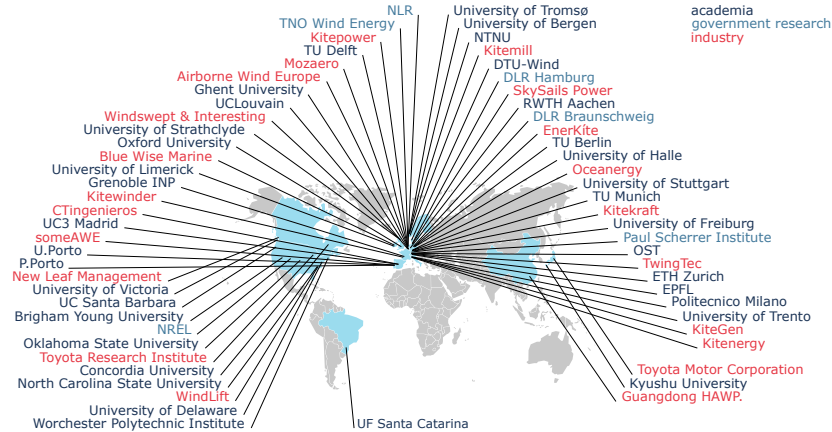 NLR
TNO Wind Energy
Kitepower
TU Delft
Mozaero
Airborne Wind Europe
Ghent University
UCLouvain
Windswept & Interesting
University of Strathclyde
Oxford University
Blue Wise Marine
University of Limerick
Grenoble INP
Kitewinder
CTingenieros
UC3 Madrid
someAWE
U.Porto
P.Porto
New Leaf Management
University of Victoria
UC Santa Barbara
Brigham Young University
NREL
Oklahoma State University
Toyota Research Institute
Concordia University
North Carolina State University
WindLift
University of Delaware
Worchester Polytechnic Institute
UF Santa Catarina
University of Tromsø
University of Bergen
NTNU
Kitemill
DTU-Wind
DLR Hamburg
SkySails Power
RWTH Aachen
DLR Braunschweig
EnerKíte
TU Berlin
University of Halle
Oceanergy
University of Stuttgart
TU Munich
Kitekraft
University of Freiburg
Paul Scherrer Institute
OST
TwingTec
ETH Zurich
EPFL
Politecnico Milano
University of Trento
KiteGen
Kitenergy
Toyota Motor Corporation
Kyushu University
Guangdong HAWP.
academia
government research
industry